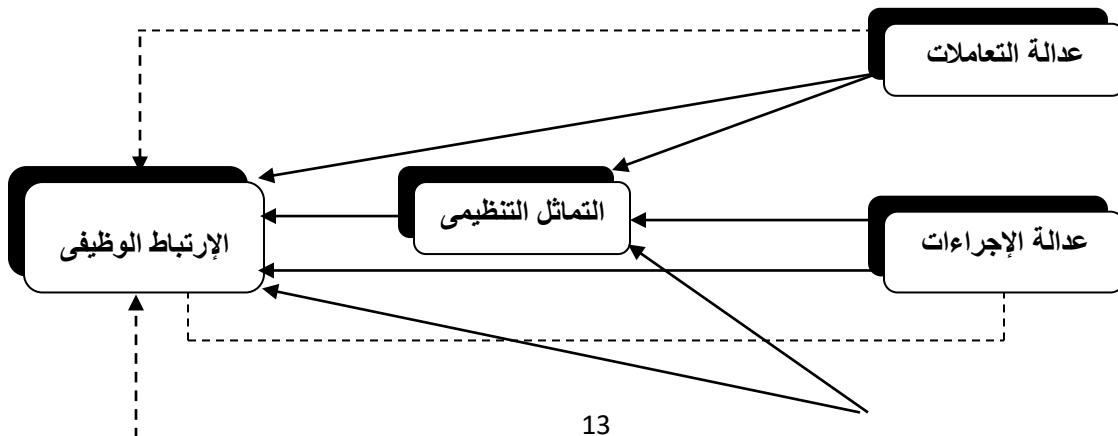 عدالة التعاملات
التماثل التنظيمى
عدالة الإجراءات
الإرتباط الوظيفى
13